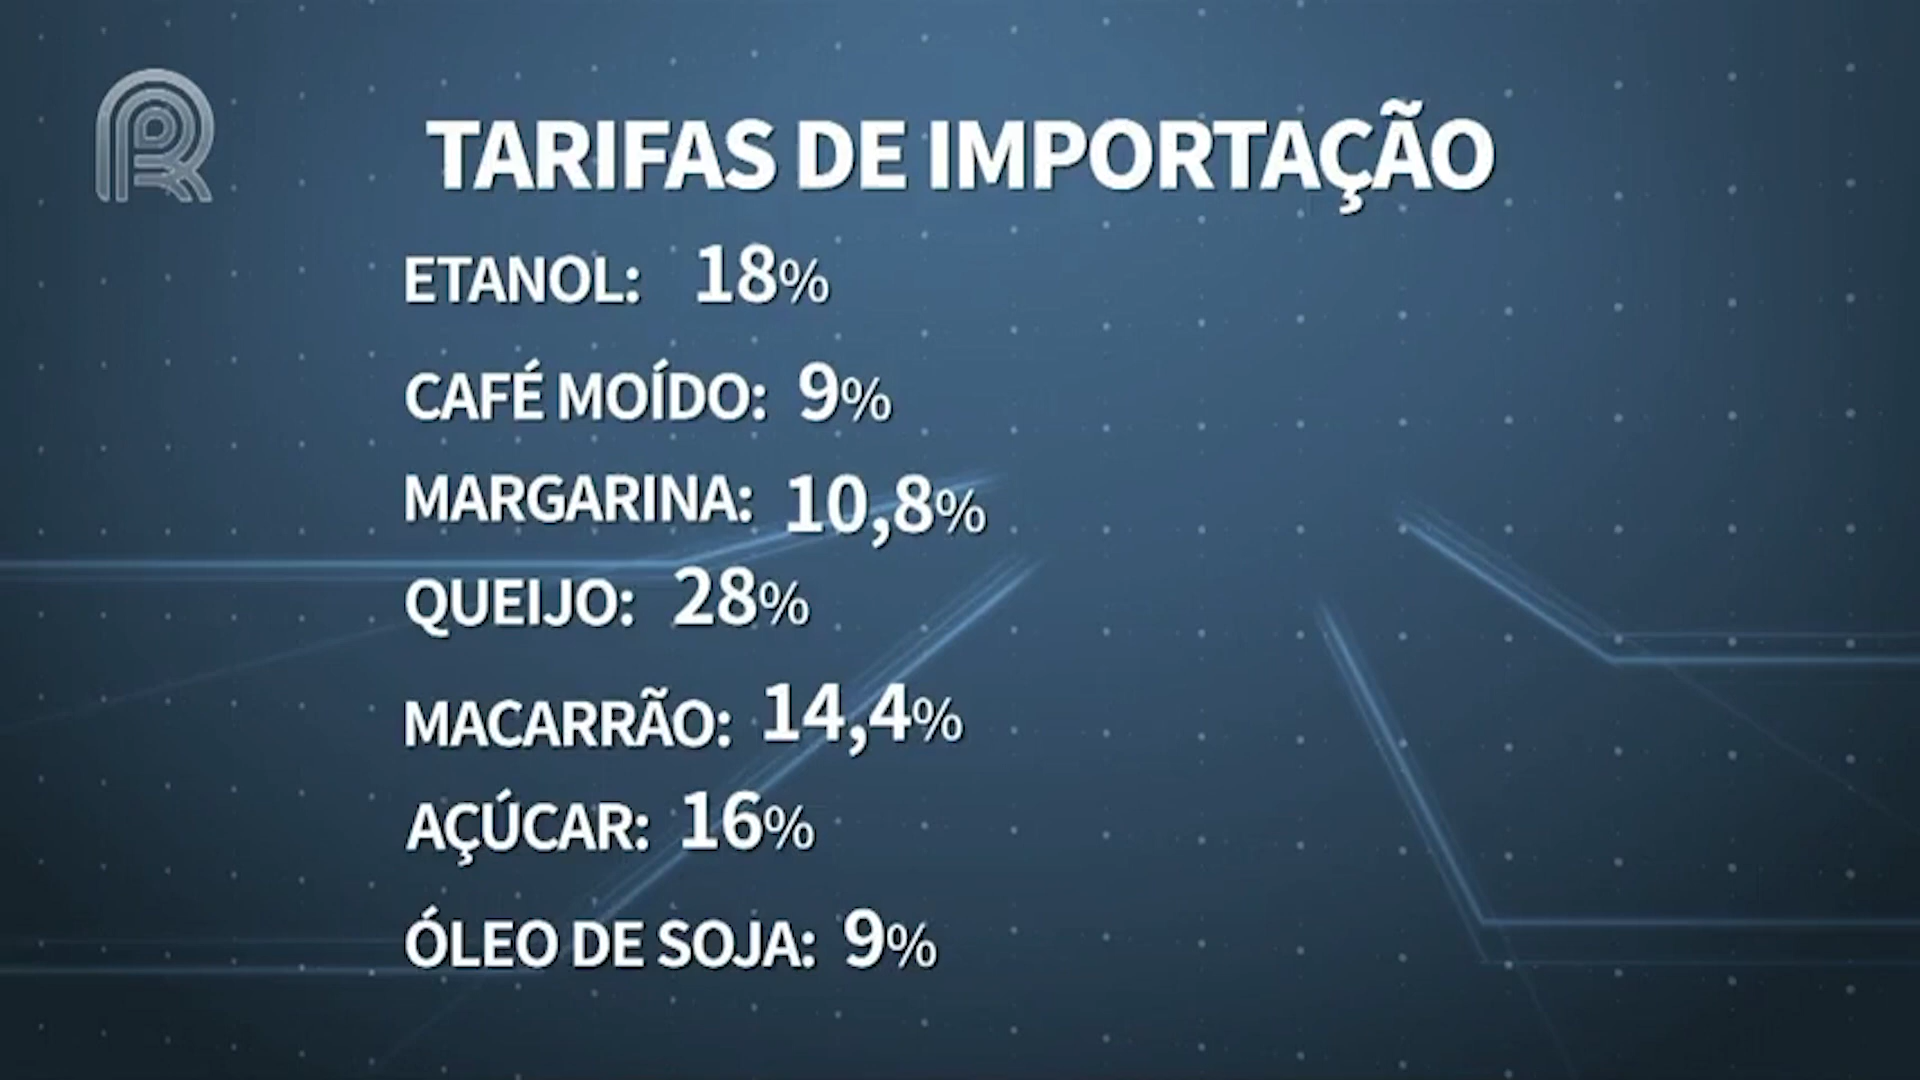 TARIFAS DE IMPORTAÇÃO
ETANOL: 18%
CAFÉ MOÍDO: 9%
MARGARINA: 10,8%
QUEIJO: 28%
MACARRÃO: 14,4%
AÇÚCAR: 16%
ÓLEO DE SOJA: 9%